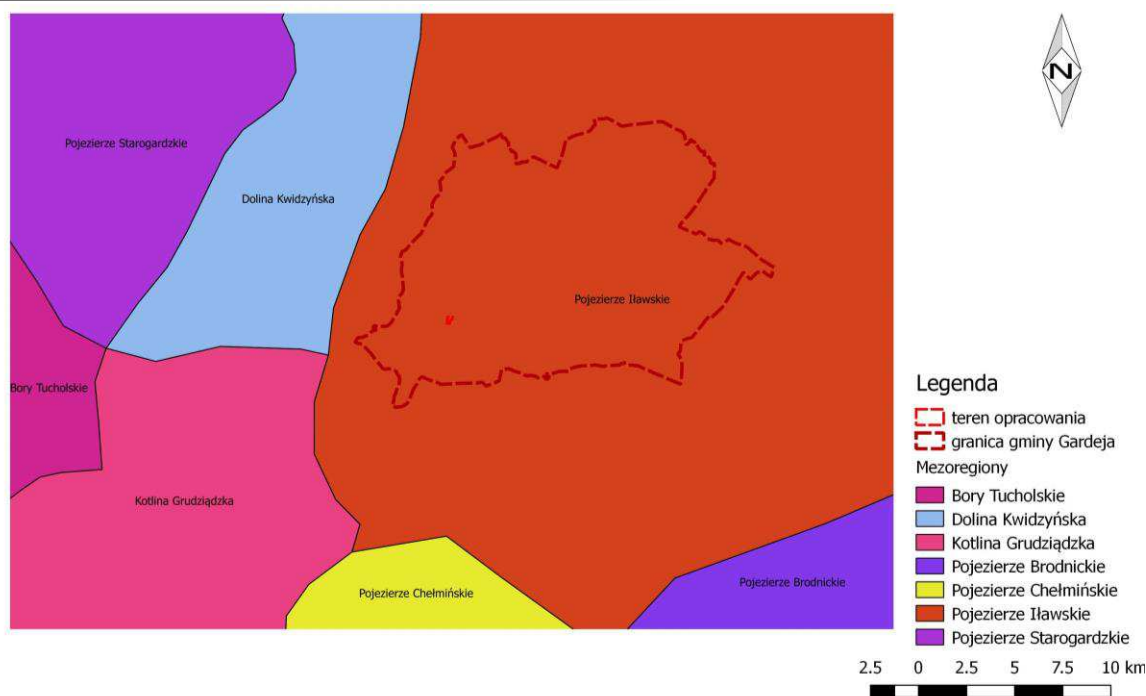 N
Pojezierze Starogardzkie
Dolina Kwidzyńska
Pojezierze Iławskie
Bory Tucholskie
Kotlina Grudziądzka
Pojezierze Chełmińskie
Pojezierze Brodnickie
Legenda
teren opracowania
granica gminy Gardeja
Mezoregiony
Bory Tucholskie
Dolina Kwidzyńska
Kotlina Grudziądzka
Pojezierze Brodnickie
Pojezierze Chełmińskie
Pojezierze Iławskie
Pojezierze Starogardzkie
2.5 0 2.5 5 7.5 10 km